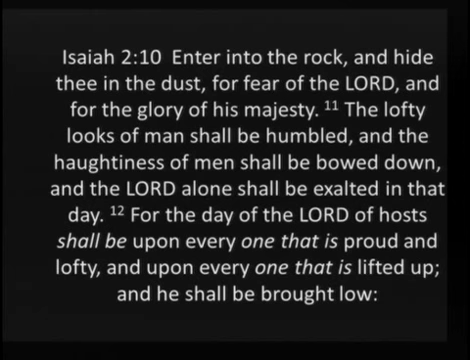 Isaiah 2:10 Enter into the rock, and hide
thee in the dust, for fear of the LORD, and
for the glory of his majesty. ¹¹ The lofty
looks of man shall be humbled, and the
haughtiness of men shall be bowed down,
and the LORD alone shall be exalted in that
day. ¹² For the day of the LORD of hosts
shall be upon every one that is proud and
lofty, and upon every one that is lifted up;
and he shall be brought low: